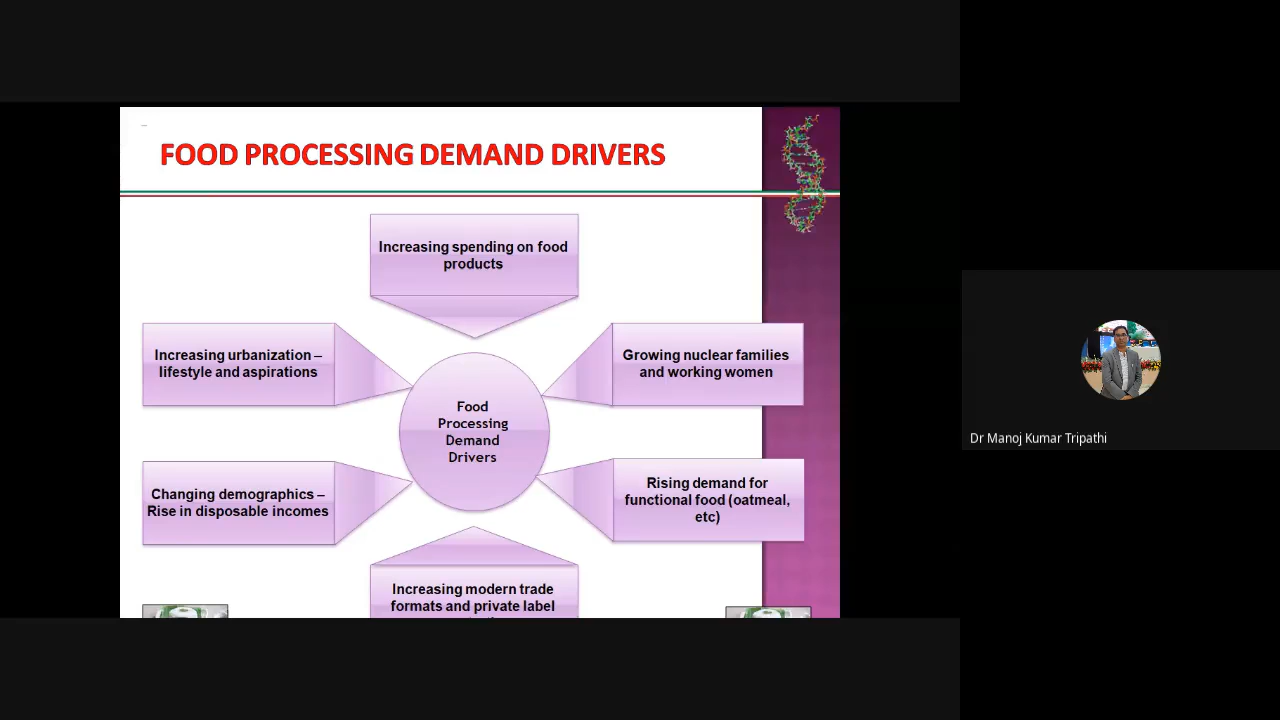 FOOD PROCESSING DEMAND DRIVERS
Increasing spending on food
products
Increasing urbanization –
lifestyle and aspirations
Growing nuclear families
and working women
Food
Processing
Demand
Drivers
Changing demographics –
Rise in disposable incomes
Rising demand for
functional food (oatmeal,
etc)
Increasing modern trade
formats and private label
Dr Manoj Kumar Tripathi